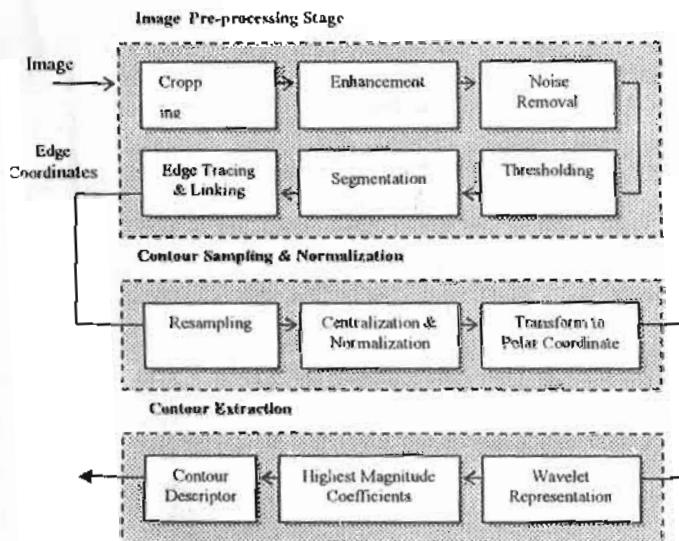 Image Pre-processing Stage
Image
Cropp
ing
Enhancement
Noise
Removal
Edge
Coordinates
Edge Tracing
& Linking
Segmentation
Thresholding
Contour Sampling & Normalization
Resampling
Centralization &
Normalization
Transform to
Polar Coordinate
Contour Extraction
Contour
Descriptor
Highest Magnitude
Coefficients
Wavelet
Representation